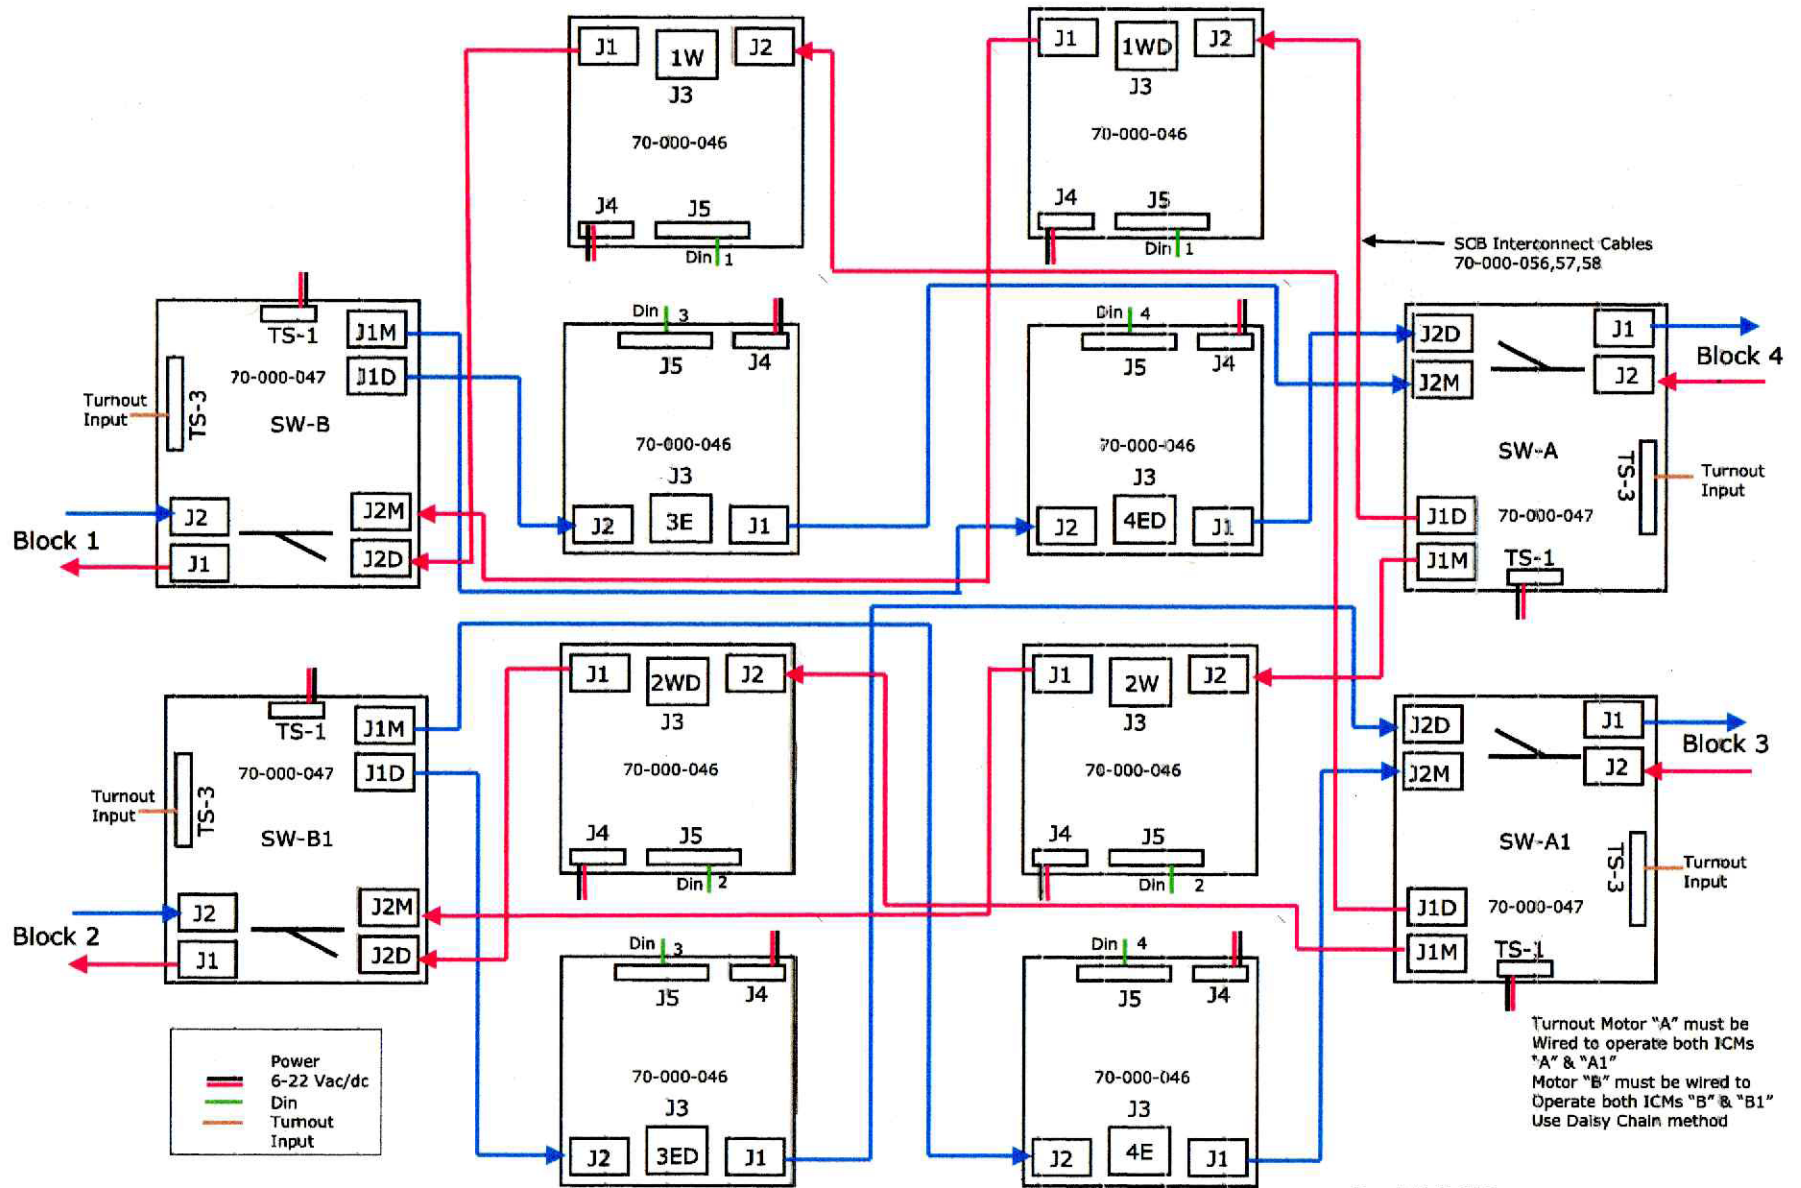 J1
1W
J2
J3
70-000-046
J4
J5
Din 1
J1
1WD
J2
J3
70-000-046
J4
J5
Din 1
SCB Interconnect Cables
70-000-056,57,58
TS-1
J1M
70-000-047
J1D
Turnout
Input
TS-3
SW-B
J2
J2M
Block 1
J1
J2D
Din 3
J5
J4
70-000-046
J3
J2
3E
J1
Din 4
J5
J4
70-000-046
J3
J2
4ED
J1
J2D
J1
Block 4
J2M
J2
SW-A
TS-3
Turnout
Input
J1D
70-000-047
J1M
TS-1
TS-1
J1M
70-000-047
J1D
Turnout
Input
TS-3
SW-B1
J2
J2M
Block 2
J1
J2D
J1
2WD
J2
J3
70-000-046
J4
J5
Din 2
J1
2W
J2
J3
70-000-046
J4
J5
Din 2
J2D
J1
Block 3
J2M
J2
SW-A1
TS-3
Turnout
Input
J1D
70-000-047
J1M
TS-1
Din 3
J5
J4
70-000-046
J3
J2
3ED
J1
Din 4
J5
J4
70-000-046
J3
J2
4E
J1
Power
6-22 Vac/dc
Din
Turnout
Input
Turnout Motor "A" must be
Wired to operate both ICMs
"A" & "A1"
Motor "B" must be wired to
Operate both ICMs "B" & "B1"
Use Daisy Chain method